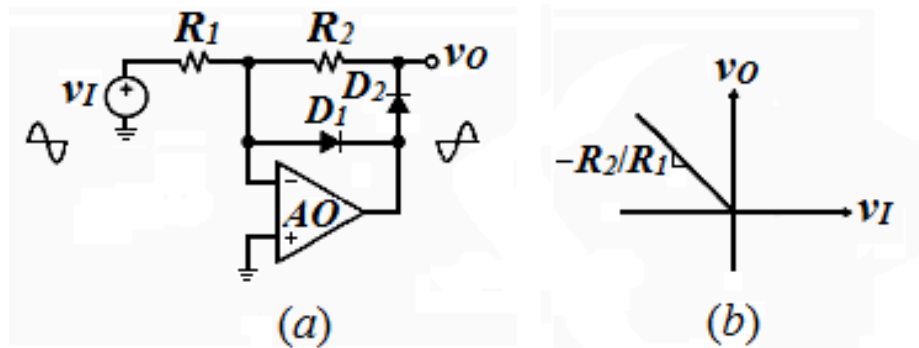 R1 R2 vO
vI D1 D2
− AO +
(a)
vO
−R2/R1
vI
(b)